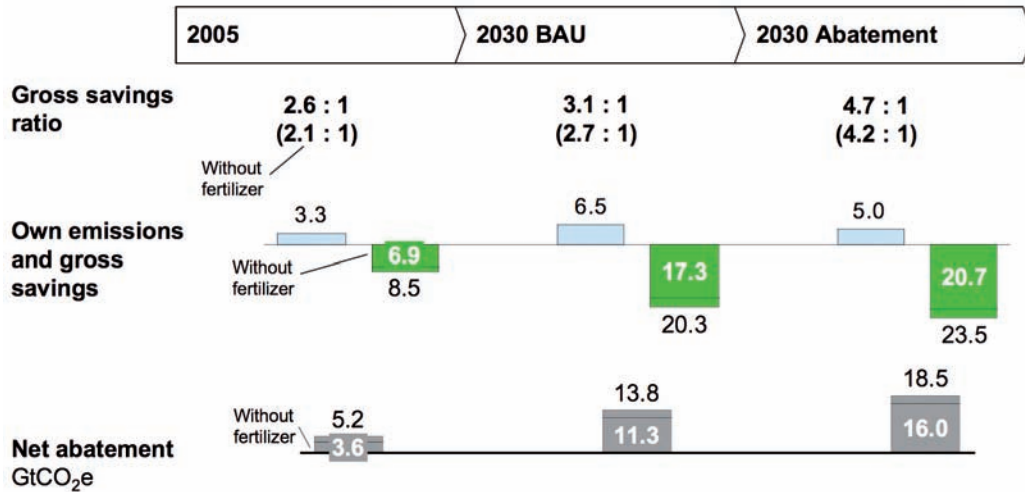 2005
2030 BAU
2030 Abatement
Gross savings
ratio
2.6 : 1
(2.1 : 1)
3.1 : 1
(2.7 : 1)
4.7 : 1
(4.2 : 1)
Without
fertilizer
Own emissions
and gross
savings
3.3
6.5
5.0
Without
fertilizer
6.9
8.5
17.3
20.3
20.7
23.5
Net abatement
GtCO₂e
Without
fertilizer
5.2
3.6
13.8
11.3
18.5
16.0